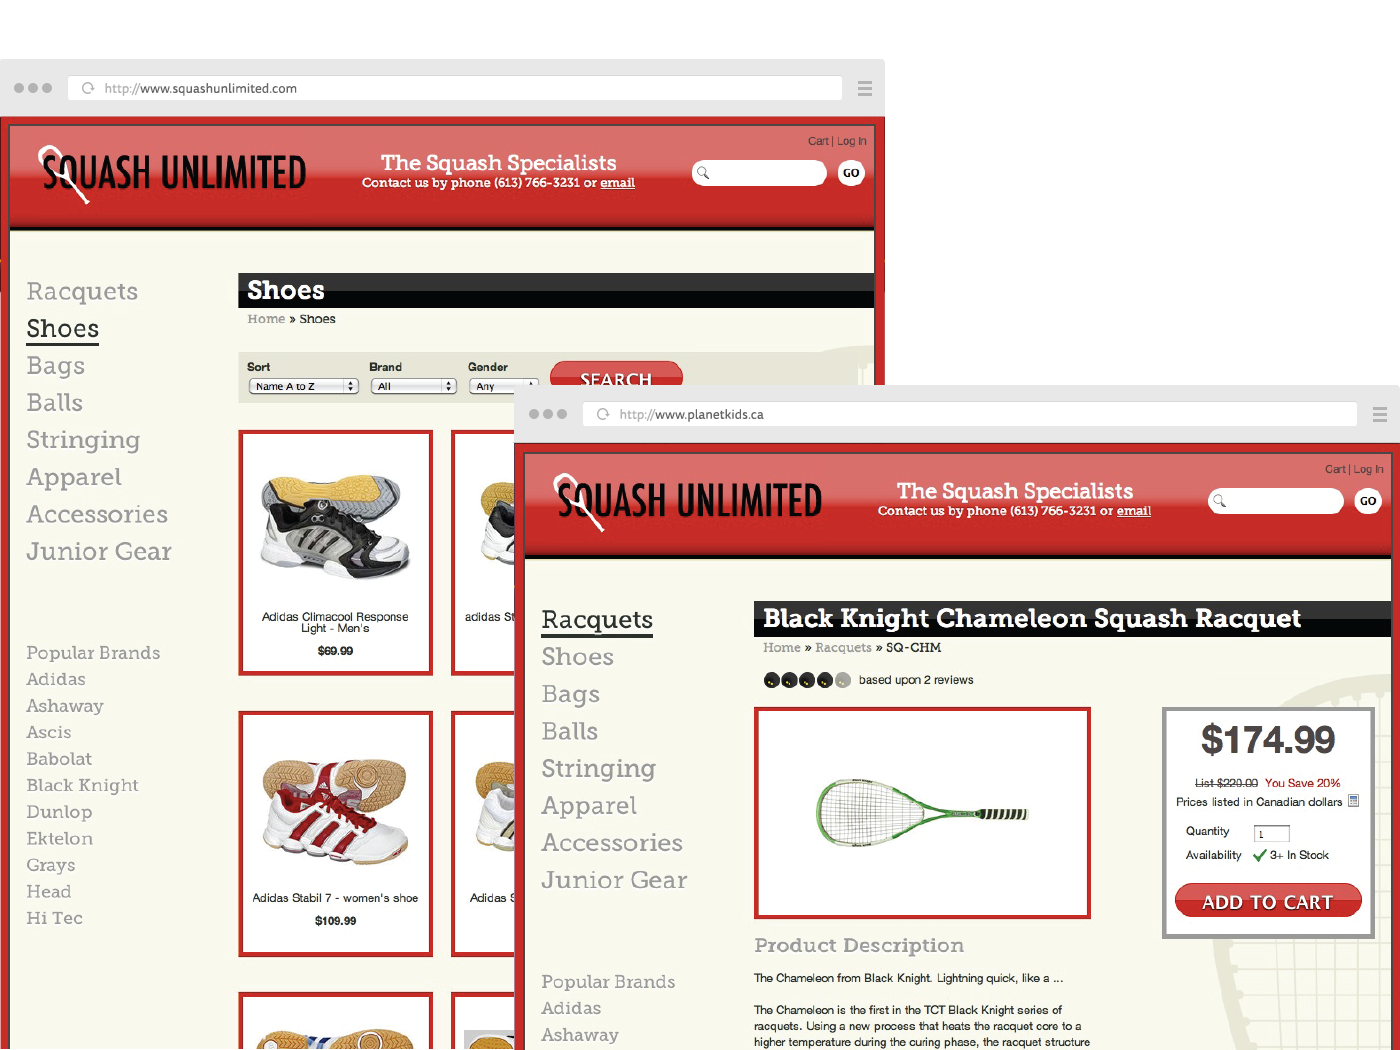 http://www.squashunlimited.com
Cart | Log In
SQUASH UNLIMITED
The Squash Specialists
Contact us by phone (613) 766-3231 or email
GO
Racquets
Shoes
Bags
Balls
Stringing
Apparel
Accessories
Junior Gear
Popular Brands
Adidas
Ashaway
Ascis
Babolat
Black Knight
Dunlop
Ektelon
Grays
Head
Hi Tec
Shoes
Home » Shoes
Sort
Brand
Gender
Name A to Z
All
Any
SEARCH
Adidas Climacool Response
Light - Men's
$69.99
adidas St
Adidas Stabil 7 - women's shoe
$109.99
Adidas S
http://www.planetkids.ca
Cart | Log In
SQUASH UNLIMITED
The Squash Specialists
Contact us by phone (613) 766-3231 or email
GO
Racquets
Shoes
Bags
Balls
Stringing
Apparel
Accessories
Junior Gear
Popular Brands
Adidas
Ashaway
Black Knight Chameleon Squash Racquet
Home » Racquets » SQ-CHM
based upon 2 reviews
$174.99
List $220.00 You Save 20%
Prices listed in Canadian dollars
Quantity 1
Availability 3+ In Stock
ADD TO CART
Product Description
The Chameleon from Black Knight. Lightning quick, like a ...
The Chameleon is the first in the TCT Black Knight series of
racquets. Using a new process that heats the racquet core to a
higher temperature during the curing phase, the racquet structure